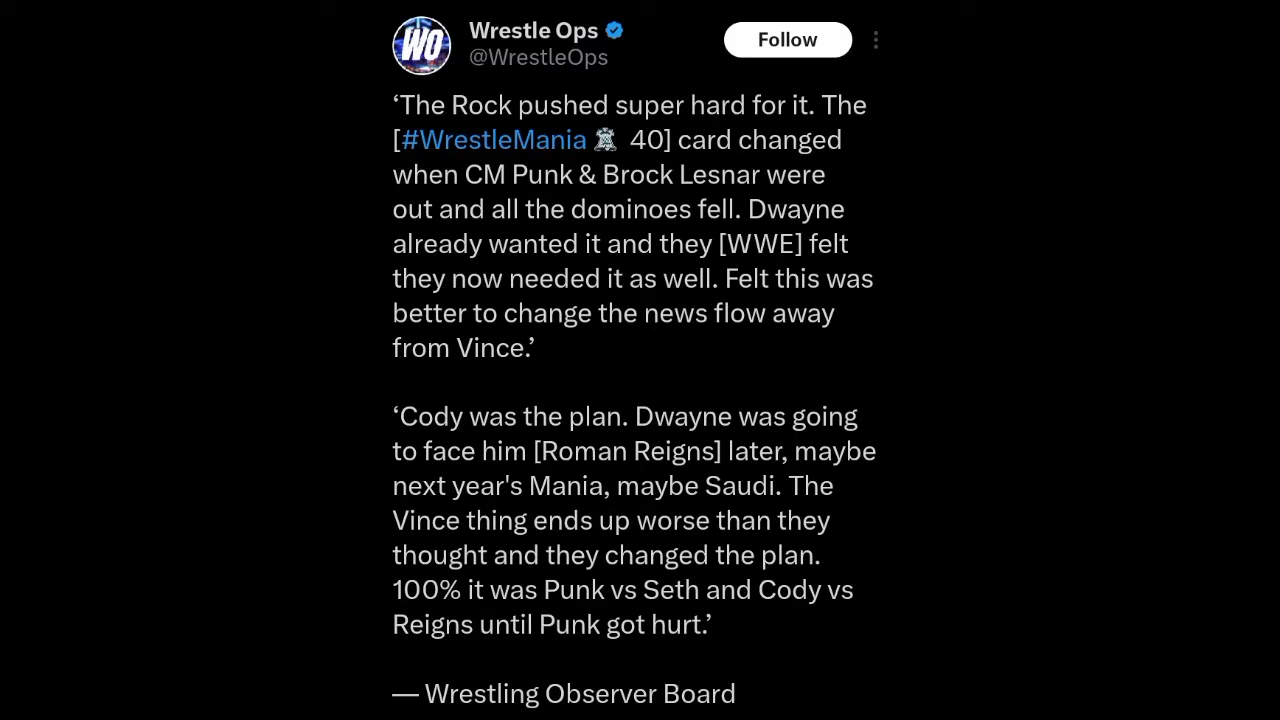 WO
Wrestle Ops
@WrestleOps
Follow
‘The Rock pushed super hard for it. The
[#WrestleMania 40] card changed
when CM Punk & Brock Lesnar were
out and all the dominoes fell. Dwayne
already wanted it and they [WWE] felt
they now needed it as well. Felt this was
better to change the news flow away
from Vince.’
‘Cody was the plan. Dwayne was going
to face him [Roman Reigns] later, maybe
next year's Mania, maybe Saudi. The
Vince thing ends up worse than they
thought and they changed the plan.
100% it was Punk vs Seth and Cody vs
Reigns until Punk got hurt.’
— Wrestling Observer Board